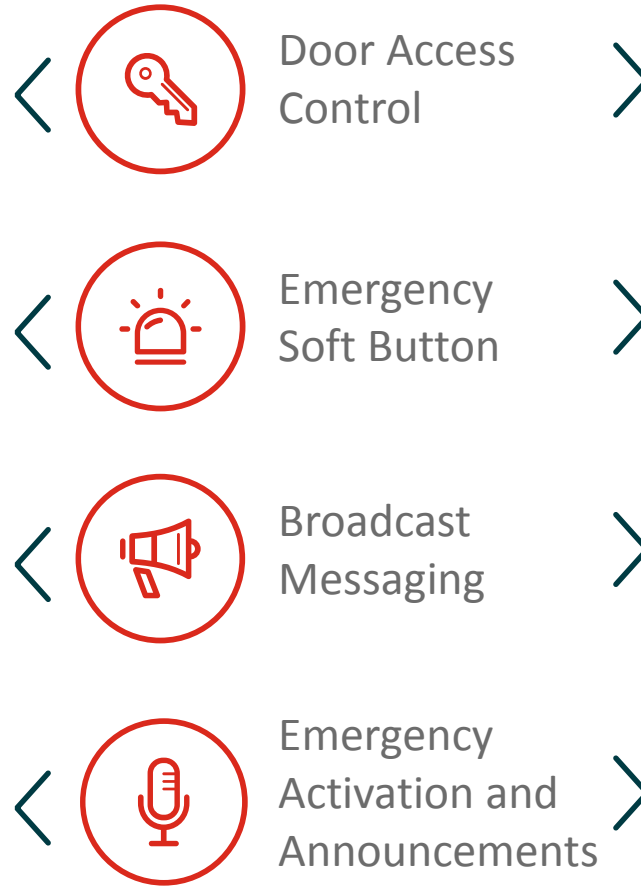 Door Access
Control
Emergency
Soft Button
Broadcast
Messaging
Emergency
Activation and
Announcements